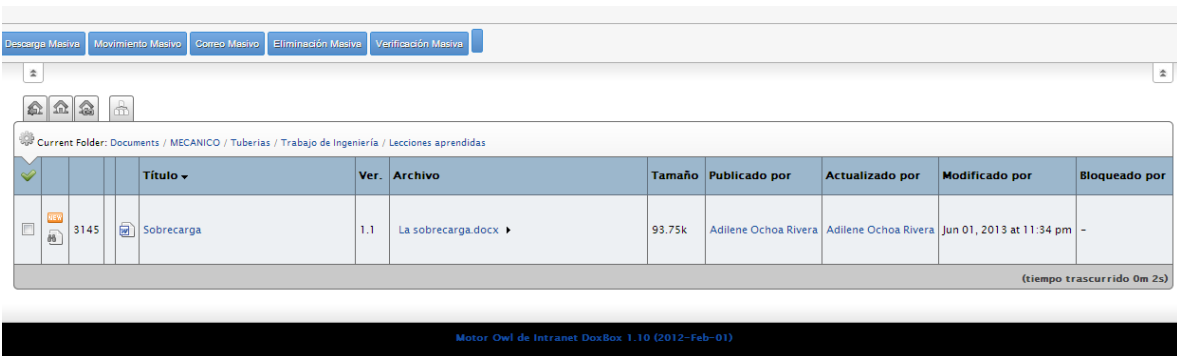 Descarga Masiva Movimiento Masivo Correo Masivo Eliminación Masiva Verificación Masiva
Current Folder: Documents / MECANICO / Tuberias / Trabajo de Ingeniería / Lecciones aprendidas
Título Ver. Archivo Tamaño Publicado por Actualizado por Modificado por Bloqueado por
NEW 3145 Sobrecarga 1.1 La sobrecarga.docx 93.75k Adilene Ochoa Rivera Adilene Ochoa Rivera Jun 01, 2013 at 11:34 pm -
(tiempo trascurrido 0m 2s)
Motor Owl de Intranet DoxBox 1.10 (2012-Feb-01)